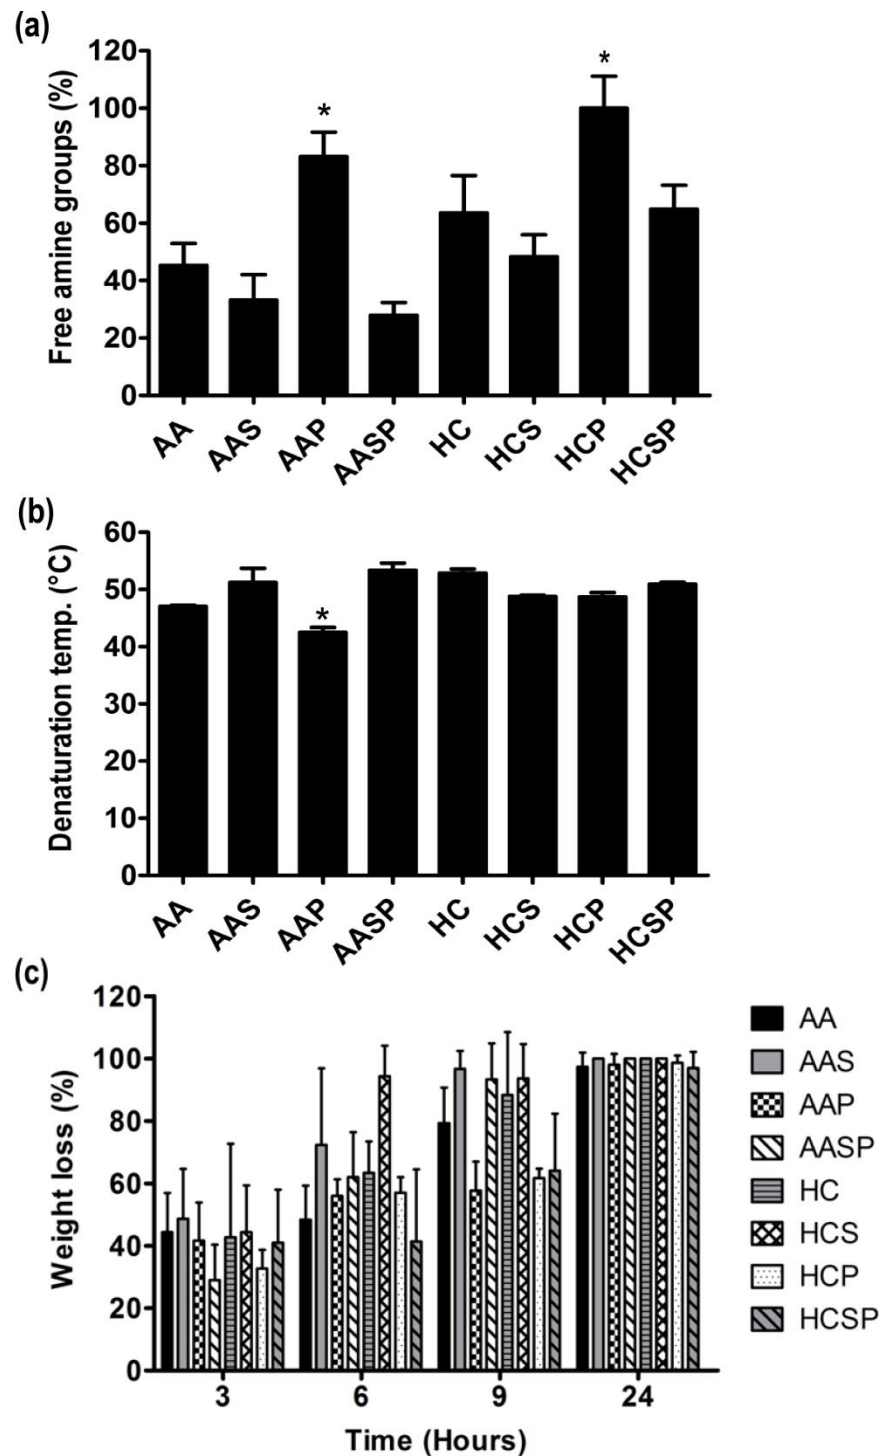 (a)
Free amine groups (%)
120
100
80
60
40
20
0
*
*
AA AAS AAP AASP HC HCS HCP HCSP
(b)
Denaturation temp. (°C)
60
50
40
30
20
10
0
*
AA AAS AAP AASP HC HCS HCP HCSP
(c)
Weight loss (%)
120
100
80
60
40
20
0
3 6 9 24
Time (Hours)
AA
AAS
AAP
AASP
HC
HCS
HCP
HCSP